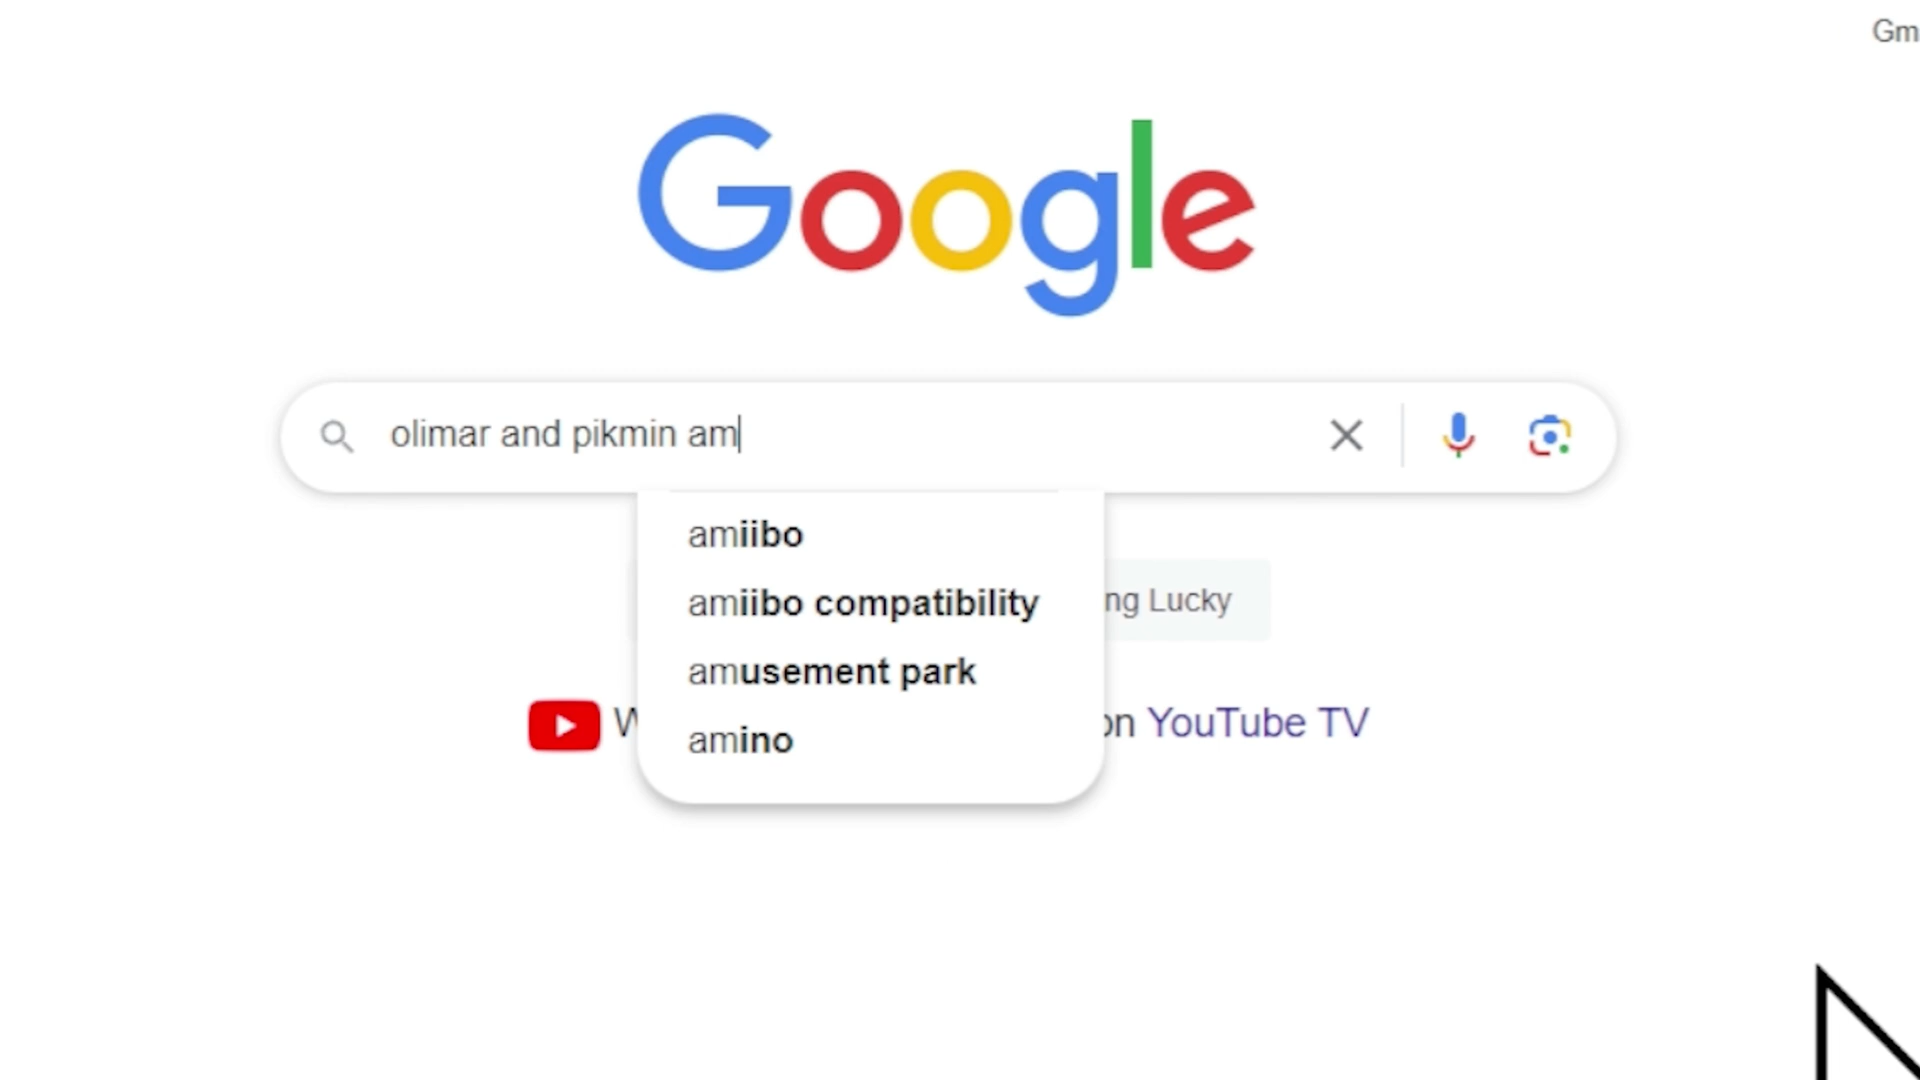 Gm
Google
olimar and pikmin am
amiibo
amiibo compatibility
ng Lucky
amusement park
W on YouTube TV
amino